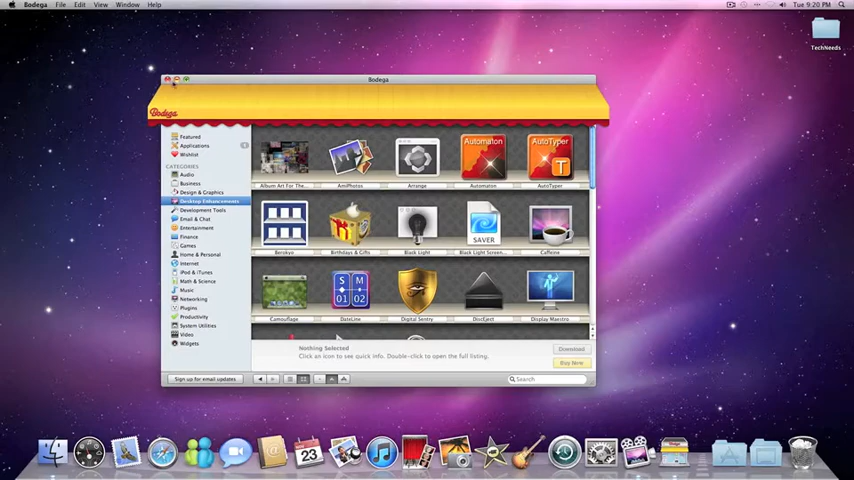 Bodega File Edit View Window Help
Tue 9:20 PM
TechNeeds
Bodega
Bodega
Featured
Applications
Wishlist
CATEGORIES
Audio
Business
Design & Graphics
Desktop Enhancements
Development Tools
Email & Chat
Entertainment
Finance
Games
Home & Personal
Internet
iPod & iTunes
Math & Science
Music
Networking
Plugins
Productivity
System Utilities
Video
Widgets
Automaton AutoTyper
T
Album Art For The... AmiPhotos Arrange Automaton AutoTyper
SAVER
Berokyo Birthdays & Gifts Black Light Black Light Screen... Caffeine
S M
01 02
Camouflage DateLine Digital Sentry DiscEject Display Maestro
Nothing Selected
Click an icon to see quick info. Double-click to open the full listing.
Download
Buy Now
Sign up for email updates
Search
23